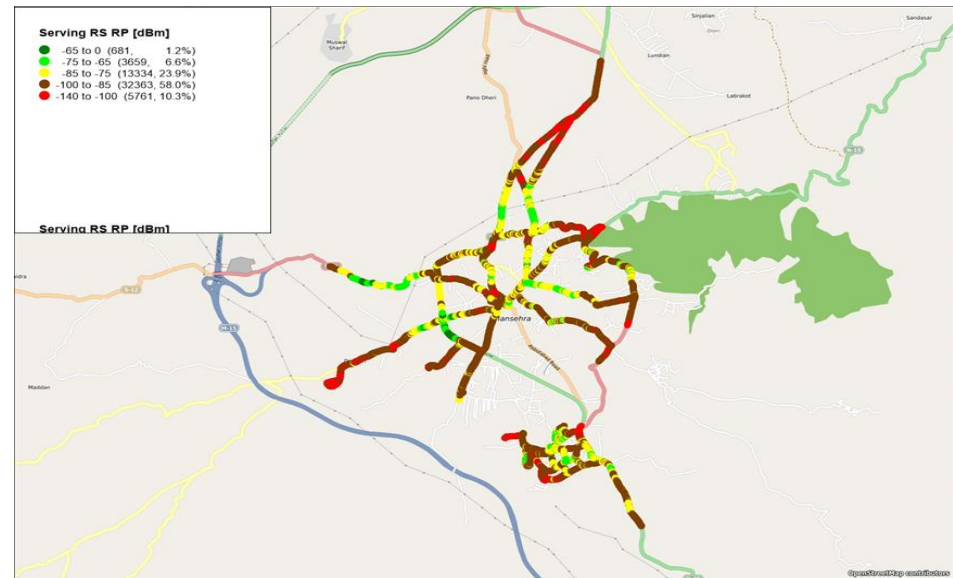 Serving RS RP [dBm]
-65 to 0 (681, 1.2%)
-75 to -65 (3659, 6.6%)
-85 to -75 (13334, 23.9%)
-100 to -85 (32363, 58.0%)
-140 to -100 (5761, 10.3%)
Serving RS RP [dBm]
Muswal
Sharif
Sinjalian
Sandasar
Lundian
Pano Dheri
Labrakot
N-15
M-15
Maddan
OpenStreetMap contributors